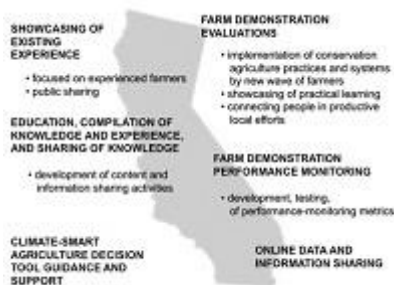 SHOWCASING OF
EXISTING
EXPERIENCE
• focused on experienced farmers
• public sharing
EDUCATION, COMPILATION OF
KNOWLEDGE AND EXPERIENCE,
AND SHARING OF KNOWLEDGE
• development of content and
information sharing activities
CLIMATE-SMART
AGRICULTURE DECISION
TOOL GUIDANCE AND
SUPPORT
FARM DEMONSTRATION
EVALUATIONS
• implementation of conservation
agriculture practices and systems
by new wave of farmers
• showcasing of practical learning
• connecting people in productive
local efforts
FARM DEMONSTRATION
PERFORMANCE MONITORING
• development, testing,
of performance-monitoring metrics
ONLINE DATA AND
INFORMATION SHARING